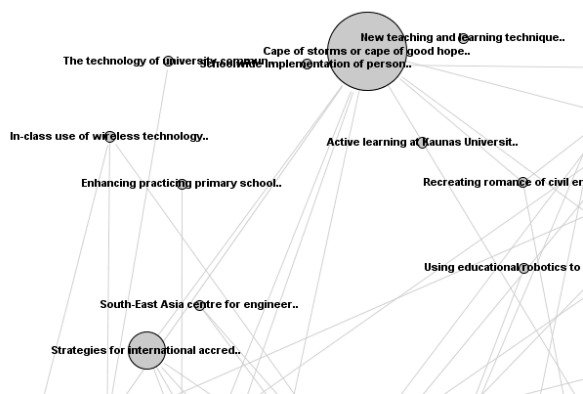 New teaching and learning technique..
Cape of storms or cape of good hope..
The technology of university commun..
Schoolwide implementation of person..
In-class use of wireless technology..
Active learning at Kaunas Universit..
Enhancing practicing primary school..
Recreating romance of civil en
Using educational robotics to
South-East Asia centre for engineer..
Strategies for international accred..